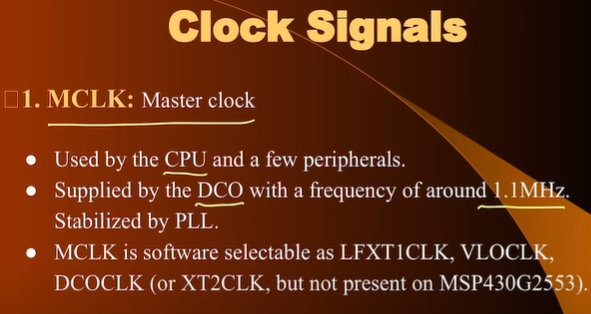 Clock Signals
1. MCLK: Master clock
● Used by the CPU and a few peripherals.
● Supplied by the DCO with a frequency of around 1.1MHz.
Stabilized by PLL.
● MCLK is software selectable as LFXT1CLK, VLOCLK,
DCOCLK (or XT2CLK, but not present on MSP430G2553).